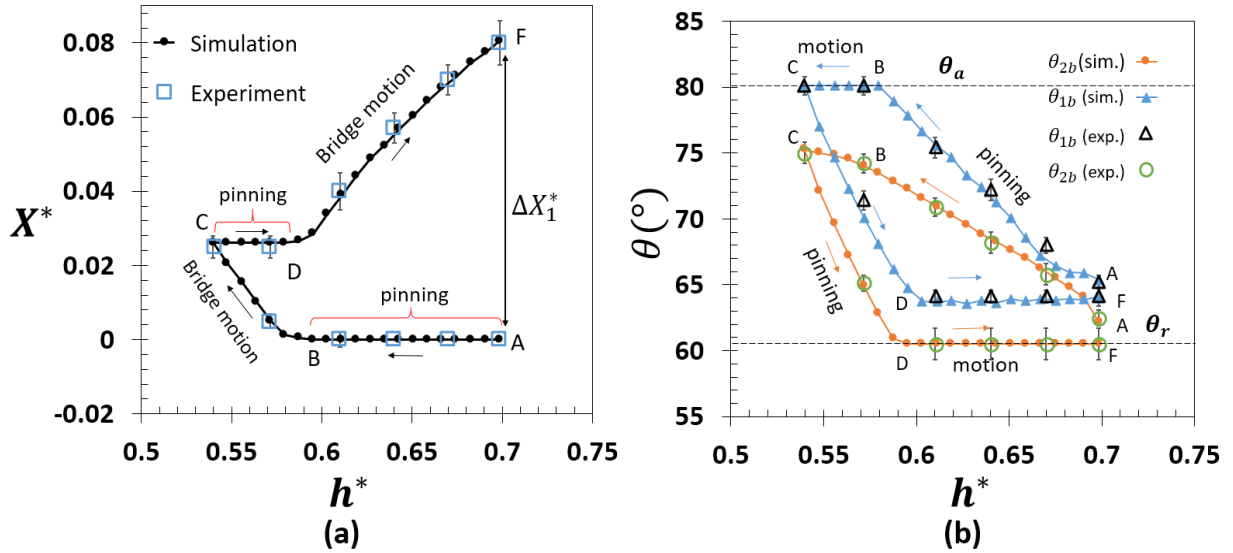 0.08
0.06
0.04
0.02
0
-0.02
X*
Simulation
Experiment
F
Bridge motion
pinning
C
D
ΔX₁*
Bridge motion
pinning
B
A
0.5
0.55
0.6
0.65
0.7
0.75
h*
(a)
85
80
75
70
65
60
55
θ(°)
motion
C
B
θₐ
θ₂b(sim.)
θ₁b (sim.)
θ₁b (exp.)
θ₂b (exp.)
C
B
pinning
pinning
A
D
F
A
θᵣ
D
motion
F
0.5
0.55
0.6
0.65
0.7
0.75
h*
(b)